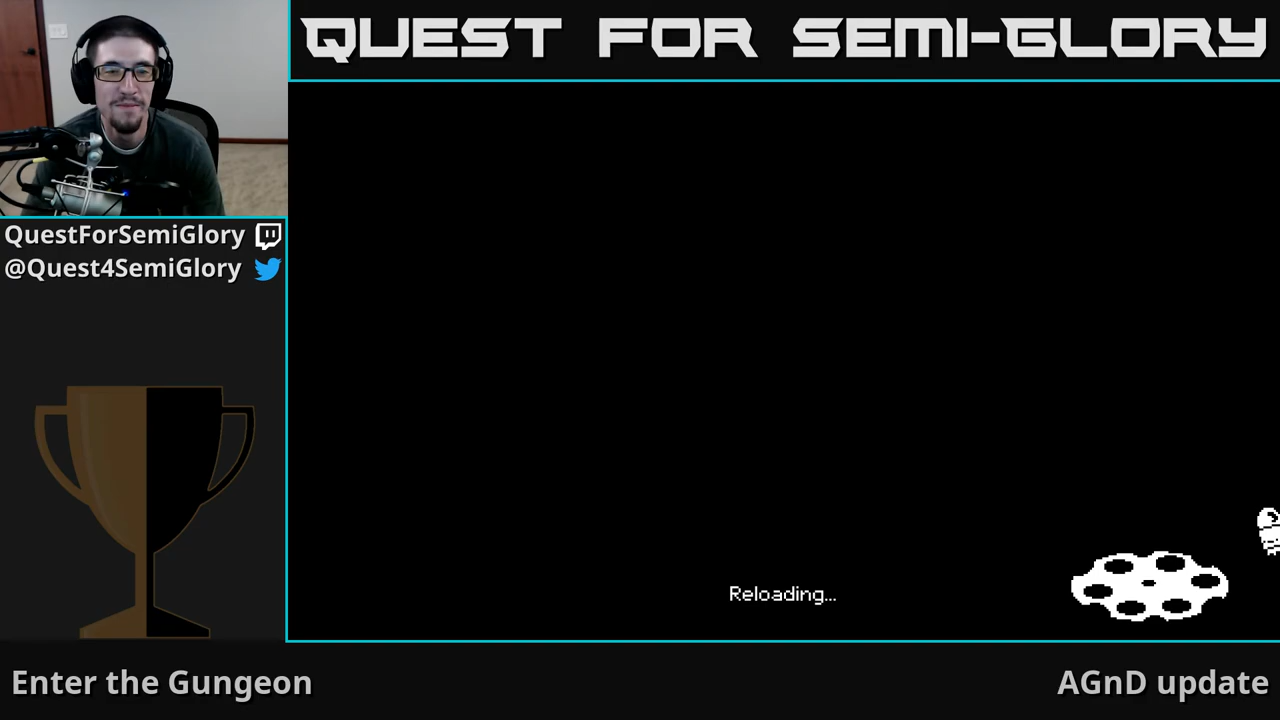 QUEST FOR SEMI-GLORY
QuestForSemiGlory
@Quest4SemiGlory
Reloading...
Enter the Gungeon
AGnD update